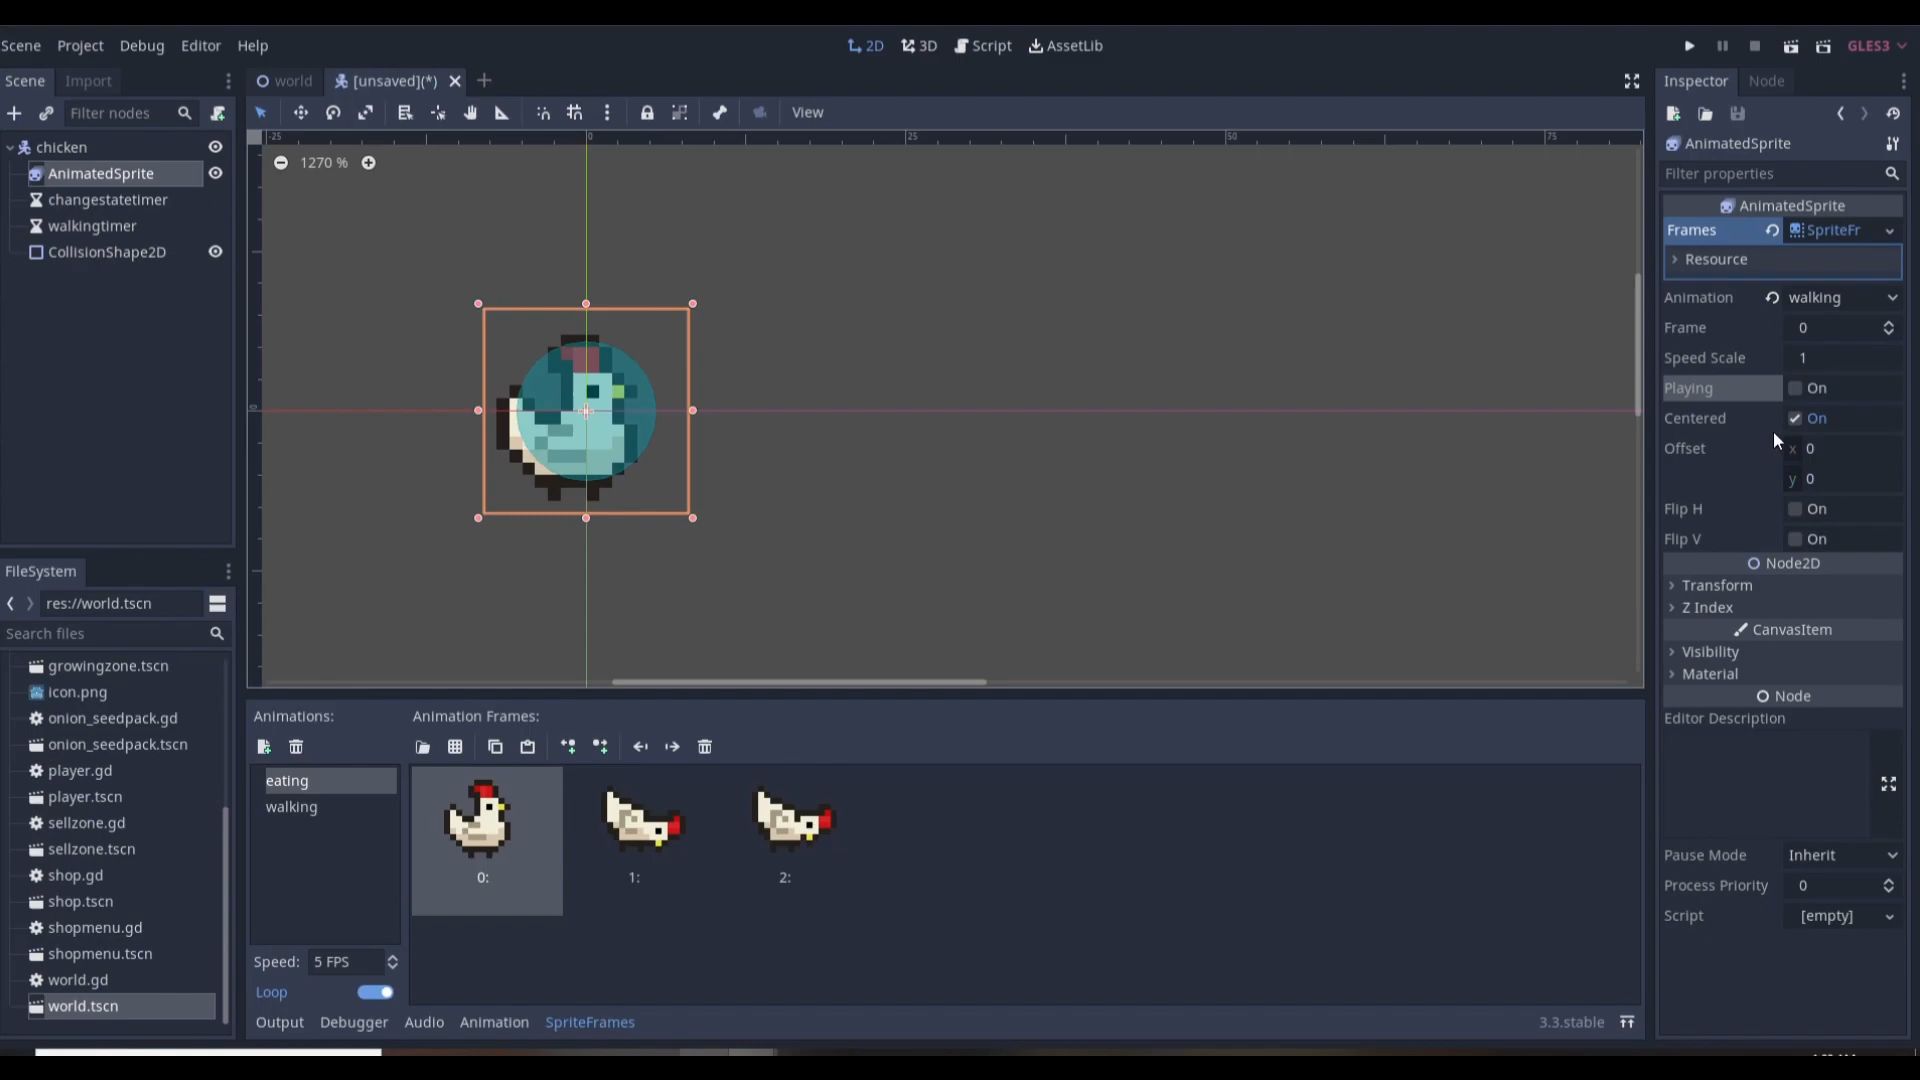 Scene Project Debug Editor Help
2D 3D Script AssetLib
GLES3
Scene Import
world [unsaved](*)
Inspector Node
Filter nodes
View
-25 0 25 50 75
1270 %
chicken
AnimatedSprite
changestatetimer
walkingtimer
CollisionShape2D
AnimatedSprite
Filter properties
AnimatedSprite
Frames SpriteFr
Resource
Animation walking
Frame 0
Speed Scale 1
Playing On
Centered On
Offset x 0
y 0
Flip H On
Flip V On
Node2D
Transform
Z Index
CanvasItem
Visibility
Material
Node
Editor Description
Pause Mode Inherit
Process Priority 0
Script [empty]
FileSystem
res://world.tscn
Search files
growingzone.tscn
icon.png
onion_seedpack.gd
onion_seedpack.tscn
player.gd
player.tscn
sellzone.gd
sellzone.tscn
shop.gd
shop.tscn
shopmenu.gd
shopmenu.tscn
world.gd
world.tscn
Animations: Animation Frames:
eating
walking
0: 1: 2:
Speed: 5 FPS
Loop
Output Debugger Audio Animation SpriteFrames
3.3.stable